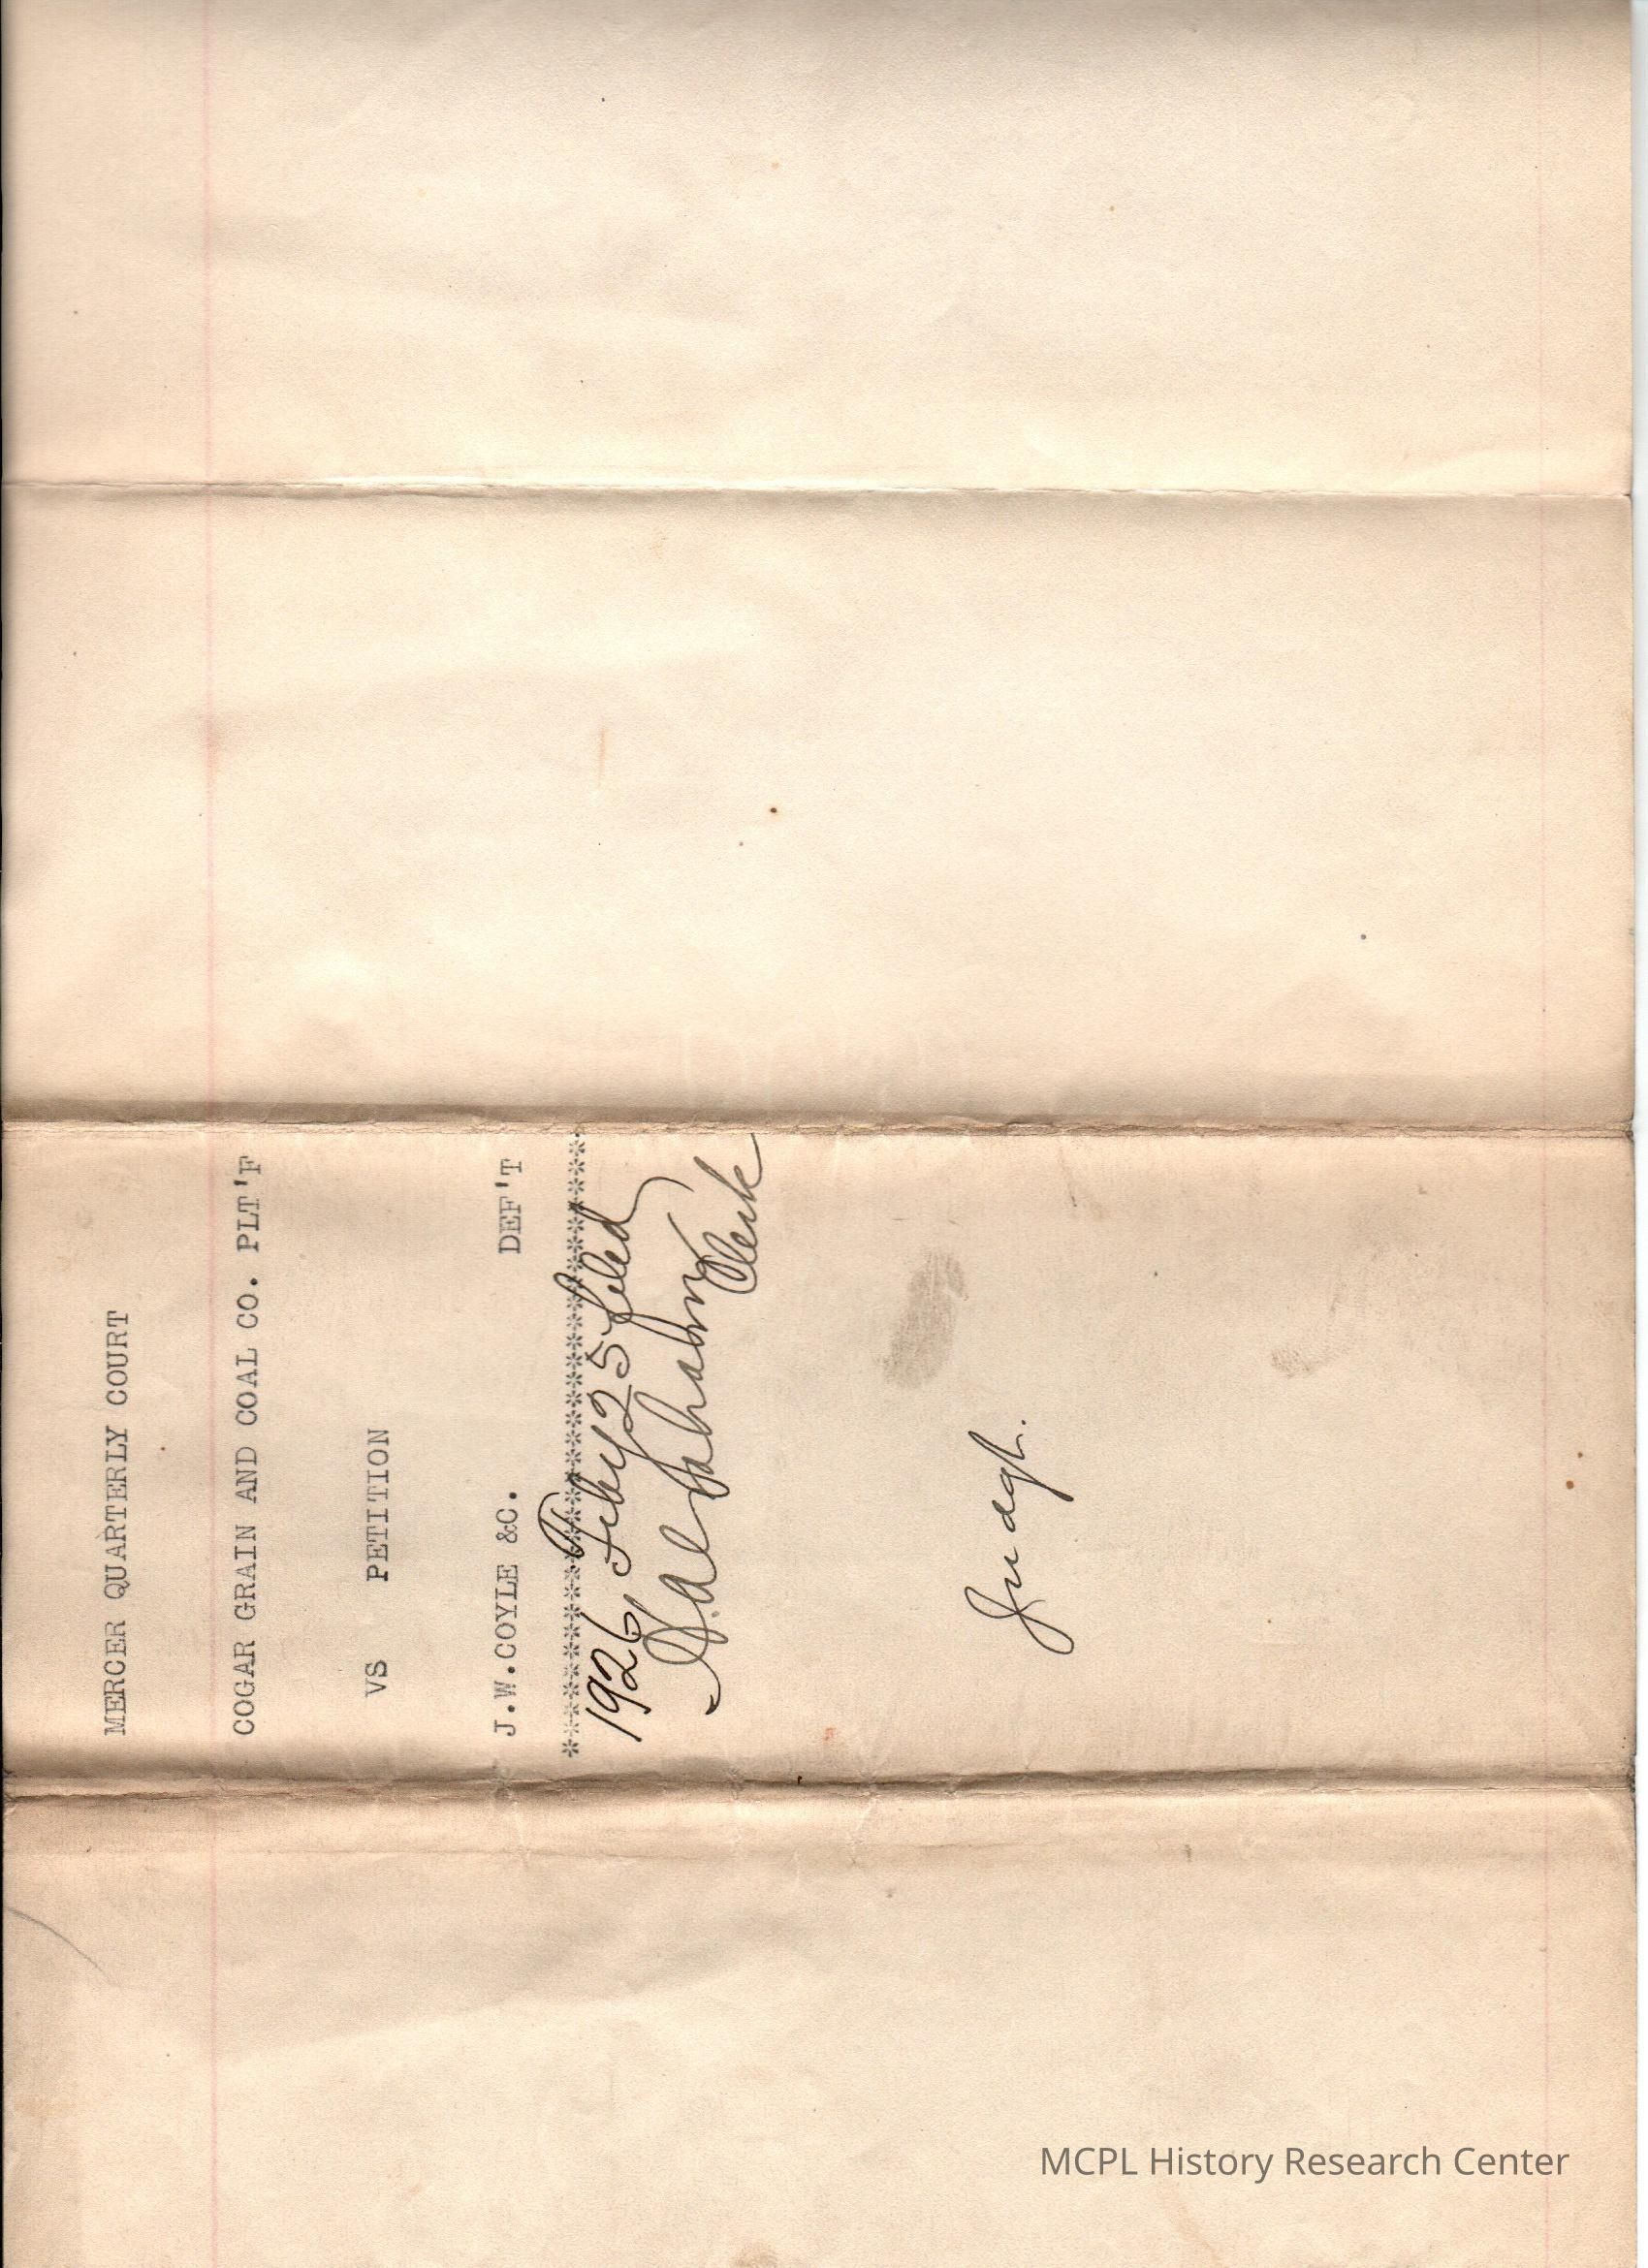 MERCER QUARTERLY COURT
COGAR GRAIN AND COAL CO. PLT'F
VS PETITION
J.W.COYLE &C. DEF'T
********************************************
1926 Feby 25 filed
Clerk
Judgt.
MCPL History Research Center